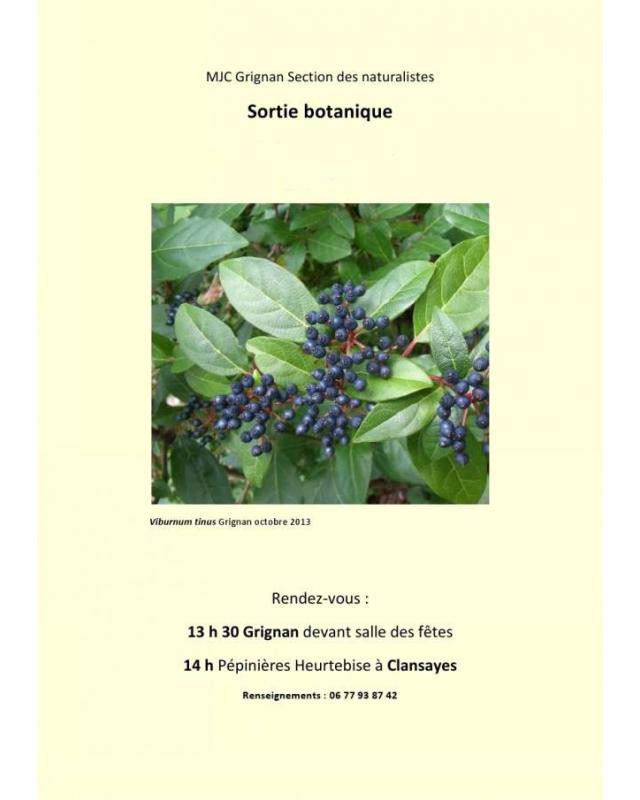 MJC Grignan Section des naturalistes
Sortie botanique
Viburnum tinus Grignan octobre 2013
Rendez-vous :
13 h 30 Grignan devant salle des fêtes
14 h Pépinières Heurtebise à Clansayes
Renseignements : 06 77 93 87 42